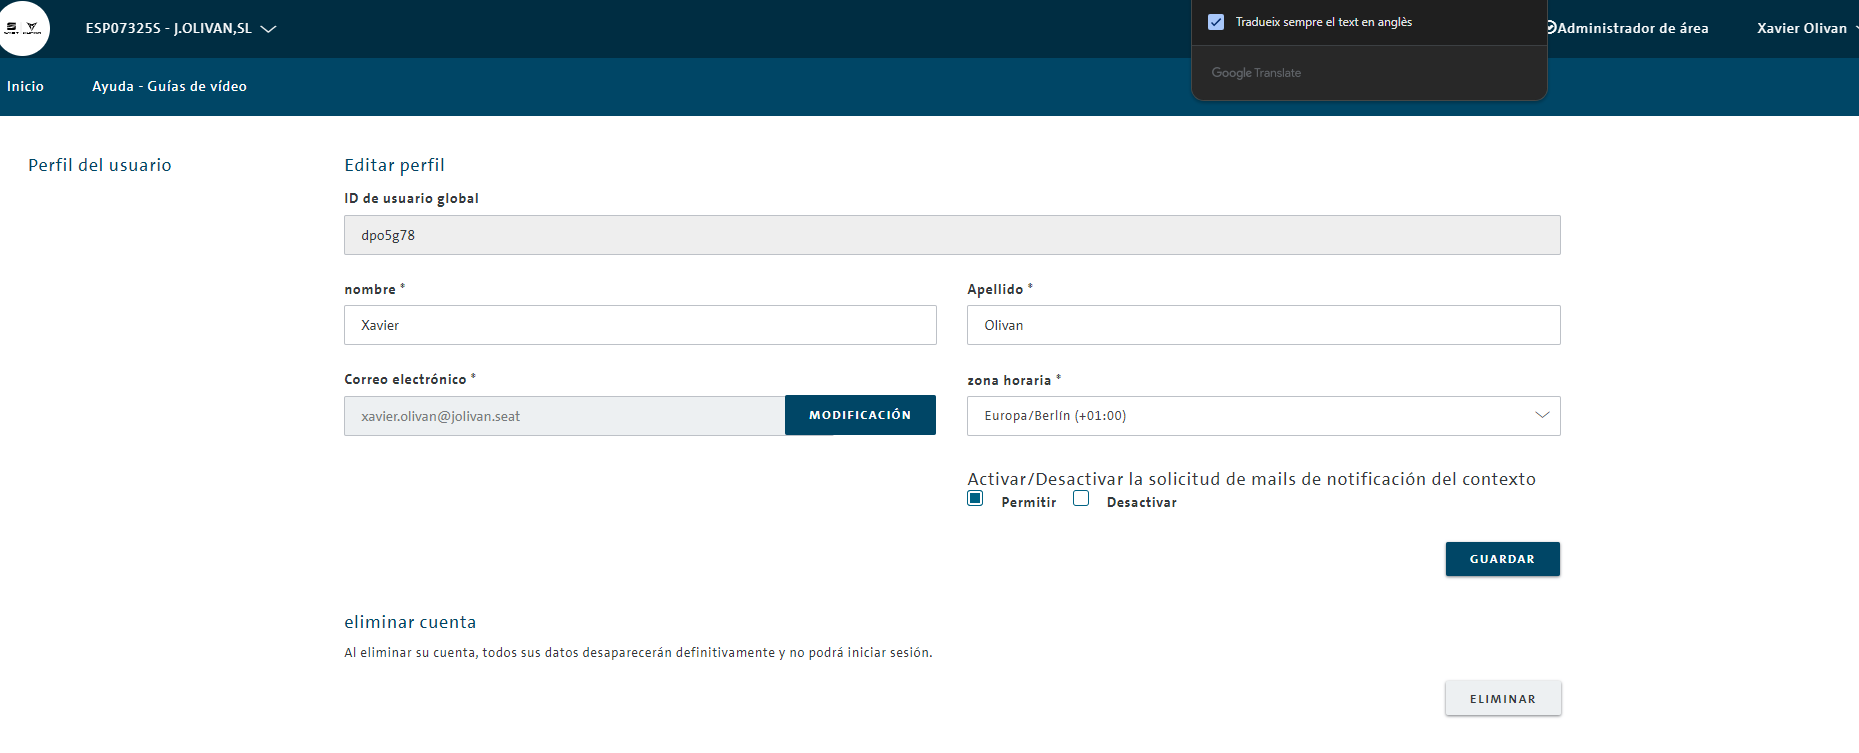 ESP07325S - J.OLIVAN,SL
Tradueix sempre el text en anglès
Administrador de área
Xavier Olivan
Google Translate
Inicio
Ayuda - Guías de vídeo
Perfil del usuario
Editar perfil
ID de usuario global
dpo5g78
nombre *
Apellido *
Xavier
Olivan
Correo electrónico *
zona horaria *
xavier.olivan@jolivan.seat
MODIFICACIÓN
Europa/Berlín (+01:00)
Activar/Desactivar la solicitud de mails de notificación del contexto
Permitir
Desactivar
GUARDAR
eliminar cuenta
Al eliminar su cuenta, todos sus datos desaparecerán definitivamente y no podrá iniciar sesión.
ELIMINAR